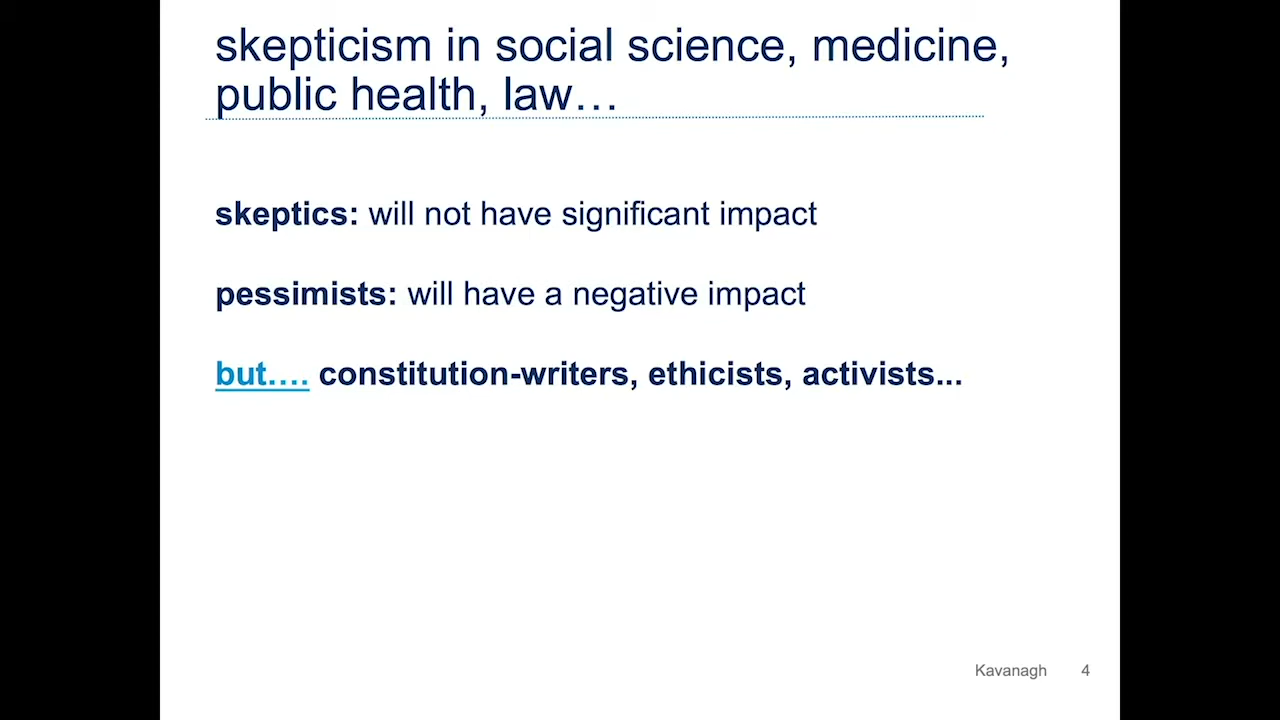 skepticism in social science, medicine,
public health, law…
skeptics: will not have significant impact
pessimists: will have a negative impact
but…. constitution-writers, ethicists, activists...
Kavanagh 4